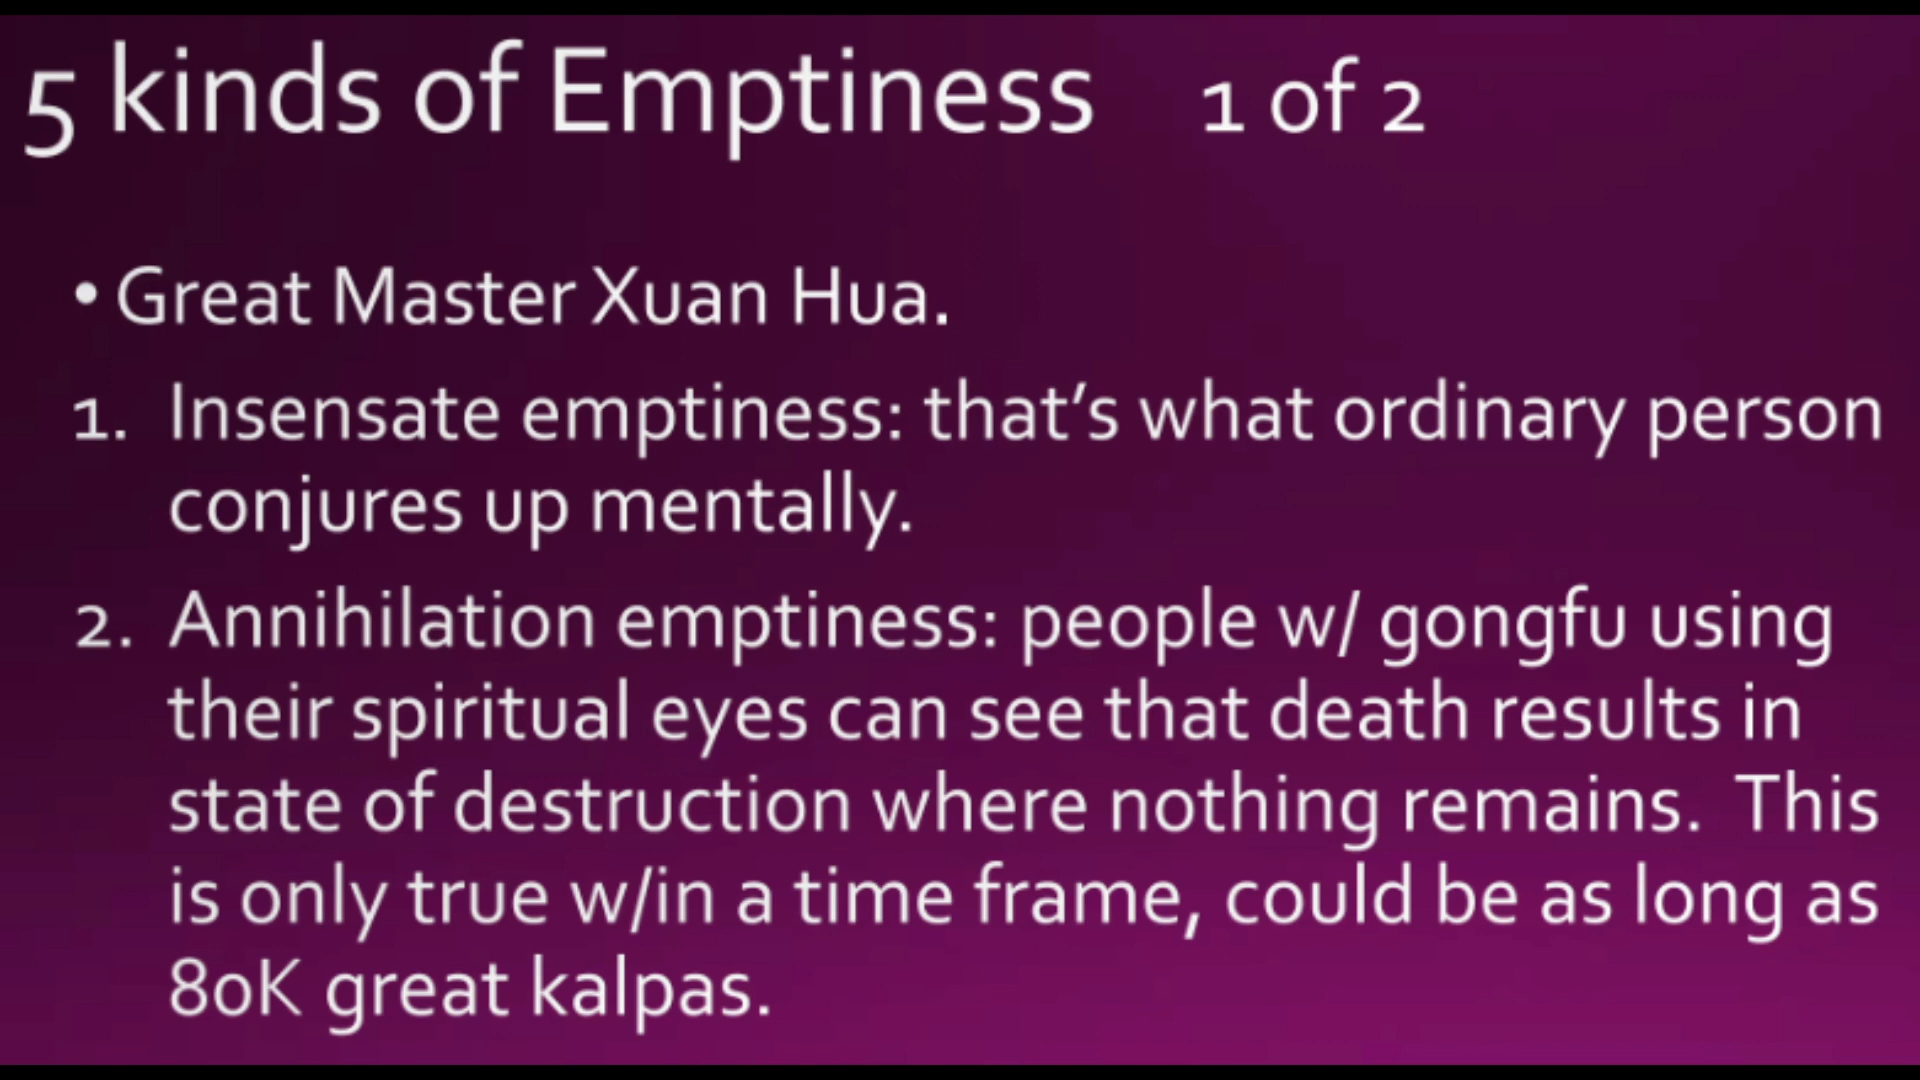 5 kinds of Emptiness 1 of 2
• Great Master Xuan Hua.
1. Insensate emptiness: that’s what ordinary person
conjures up mentally.
2. Annihilation emptiness: people w/ gongfu using
their spiritual eyes can see that death results in
state of destruction where nothing remains. This
is only true w/in a time frame, could be as long as
80K great kalpas.